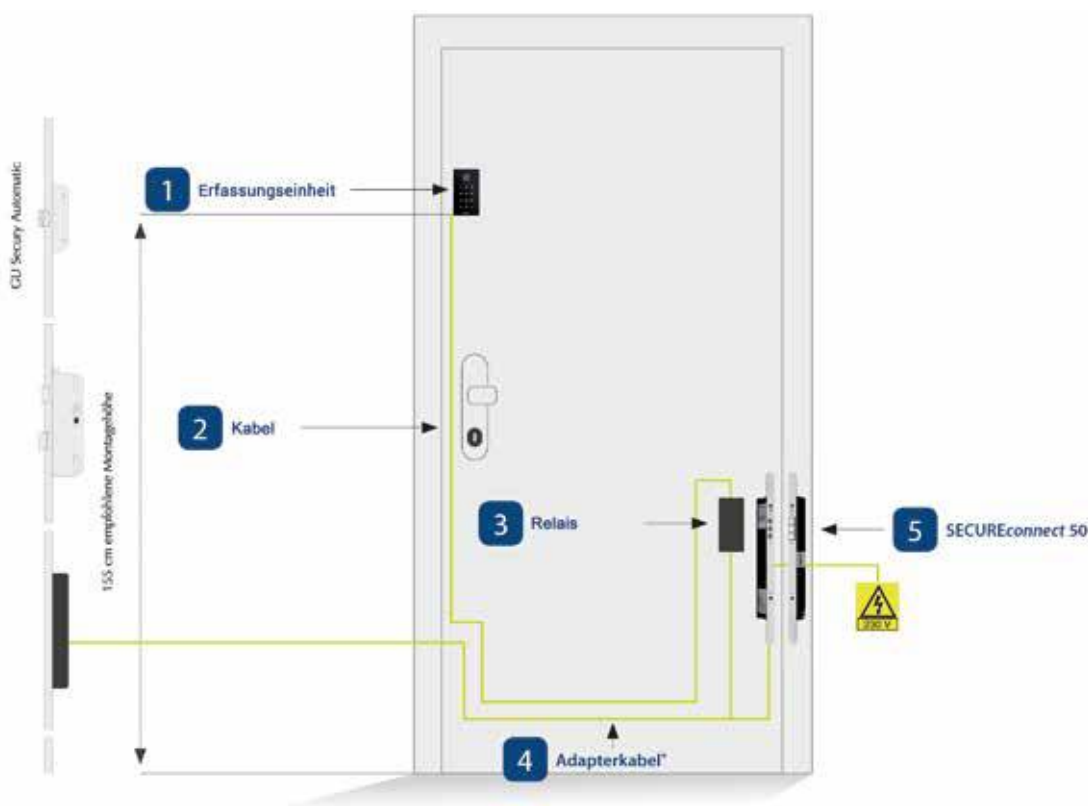 GU Secury Automatic
155 cm empfohlene Montagehöhe
1 Erfassungseinheit
2 Kabel
3 Relais
4 Adapterkabel*
5 SECUREconnect 50
230 V